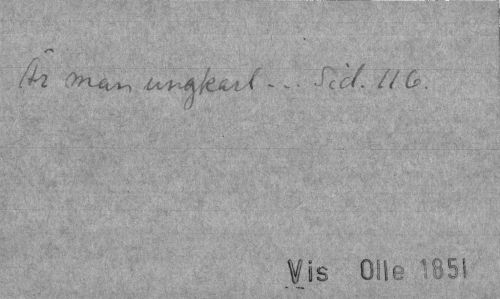 Är man ungkarl... Sid. 116.
Vis Olle 1851